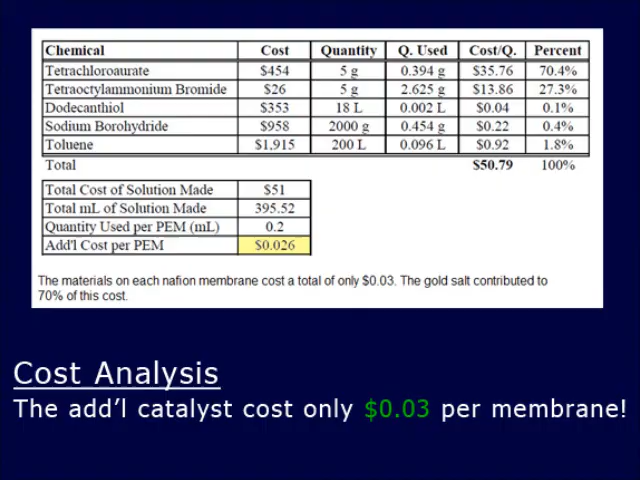 Chemical Cost Quantity Q. Used Cost/Q. Percent
Tetrachloroaurate $454 5 g 0.394 g $35.76 70.4%
Tetraoctylammonium Bromide $26 5 g 2.625 g $13.86 27.3%
Dodecanthiol $353 18 L 0.002 L $0.04 0.1%
Sodium Borohydride $958 2000 g 0.454 g $0.22 0.4%
Toluene $1,915 200 L 0.096 L $0.92 1.8%
Total $50.79 100%
Total Cost of Solution Made $51
Total mL of Solution Made 395.52
Quantity Used per PEM (mL) 0.2
Add'l Cost per PEM $0.026
The materials on each nafion membrane cost a total of only $0.03. The gold salt contributed to
70% of this cost.
Cost Analysis
The add’l catalyst cost only $0.03 per membrane!